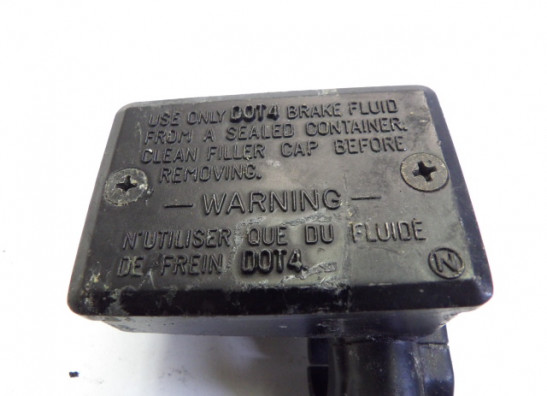 USE ONLY DOT4 BRAKE FLUID
FROM A SEALED CONTAINER.
CLEAN FILLER CAP BEFORE
REMOVING.
— WARNING —
N'UTILISER QUE DU FLUIDE
DE FREIN DOT4.
N